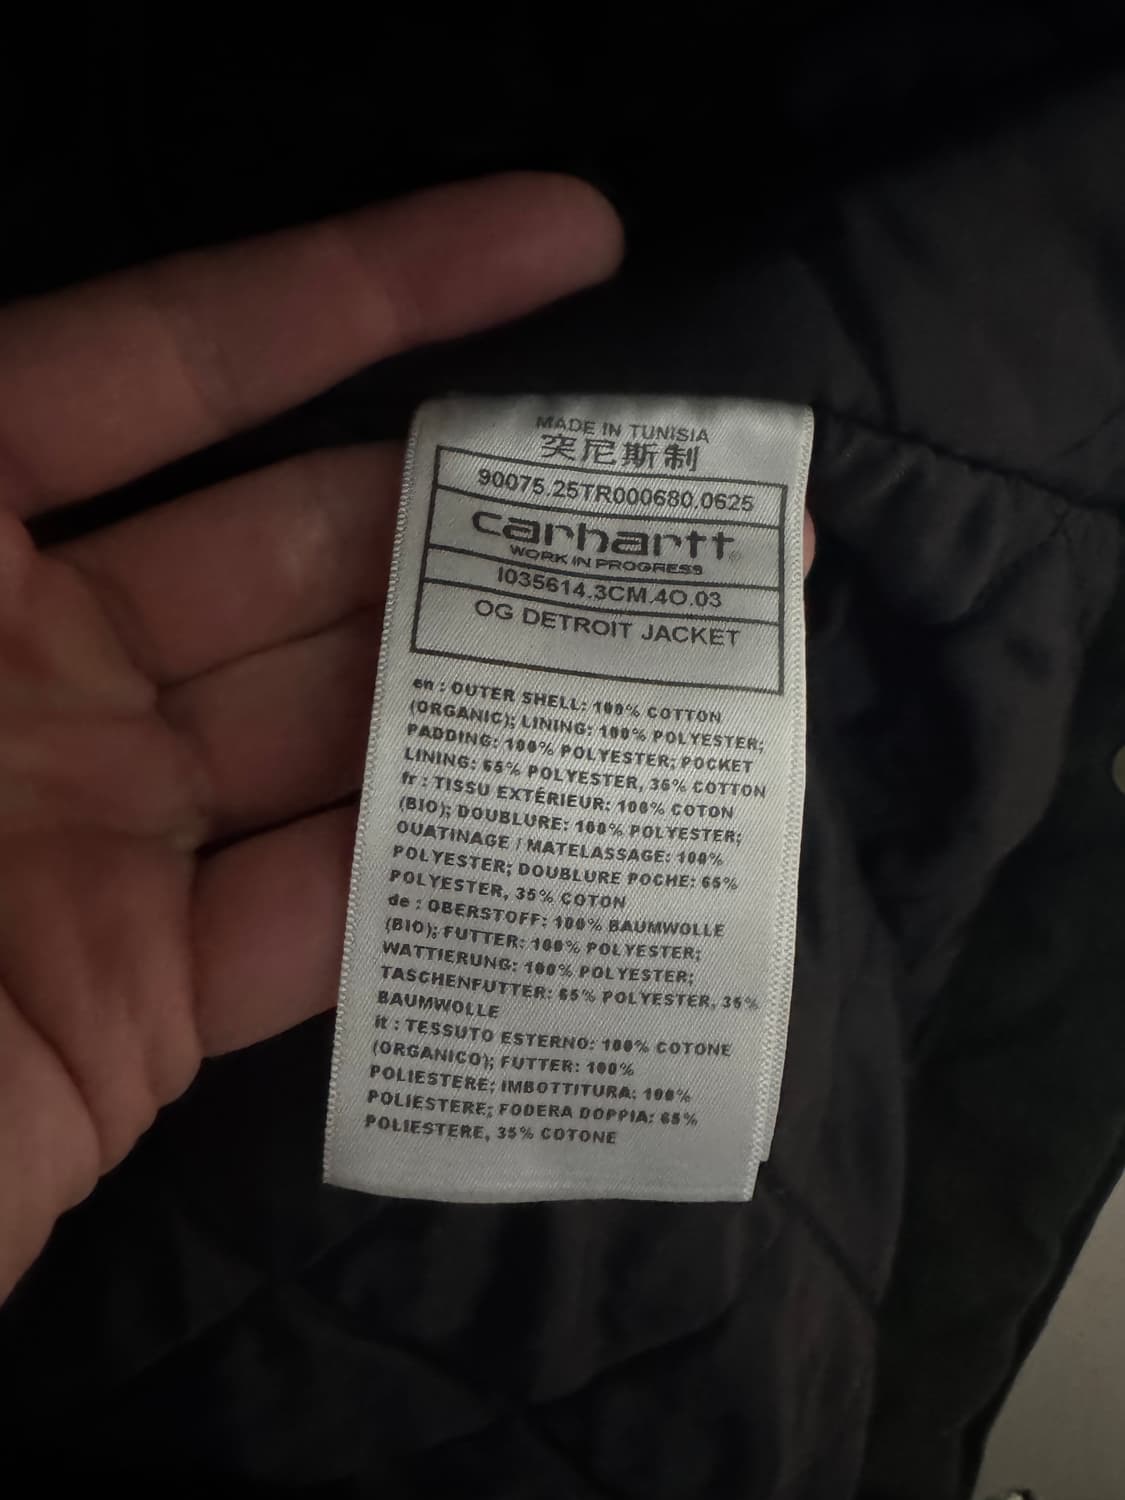 MADE IN TUNISIA
突尼斯制
90075.25TR000680.0625
carhartt®
WORK IN PROGRESS
I035614.3CM.4O.03
OG DETROIT JACKET
en : OUTER SHELL: 100% COTTON
(ORGANIC); LINING: 100% POLYESTER;
PADDING: 100% POLYESTER; POCKET
LINING: 65% POLYESTER, 35% COTTON
fr : TISSU EXTÉRIEUR: 100% COTON
(BIO); DOUBLURE: 100% POLYESTER;
OUATINAGE / MATELASSAGE: 100%
POLYESTER; DOUBLURE POCHE: 65%
POLYESTER, 35% COTON
de : OBERSTOFF: 100% BAUMWOLLE
(BIO); FUTTER: 100% POLYESTER;
WATTIERUNG: 100% POLYESTER;
TASCHENFUTTER: 65% POLYESTER, 35%
BAUMWOLLE
it : TESSUTO ESTERNO: 100% COTONE
(ORGANICO); FUTTER: 100%
POLIESTERE; IMBOTTITURA: 100%
POLIESTERE; FODERA DOPPIA: 65%
POLIESTERE, 35% COTONE